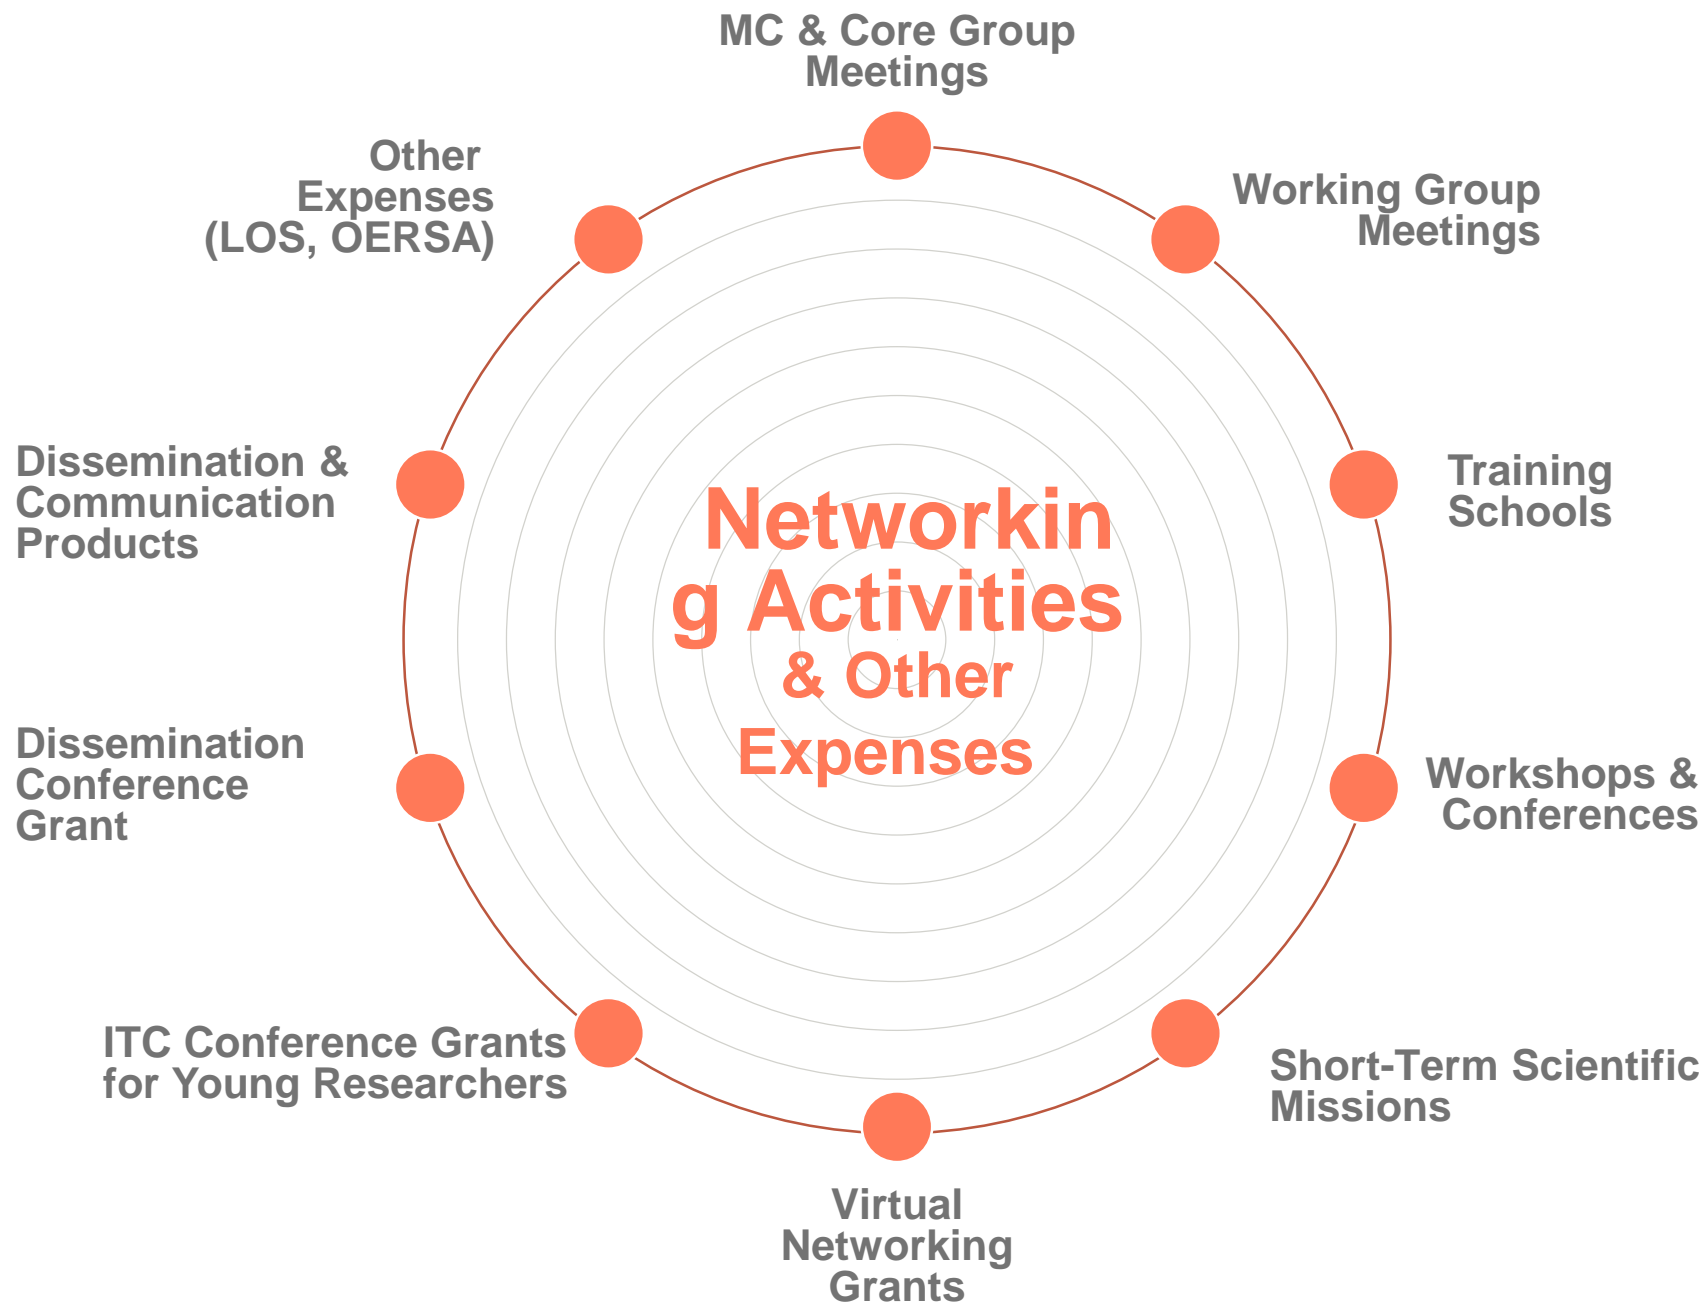 MC & Core Group
Meetings
Other
Expenses
(LOS, OERSA)
Working Group
Meetings
Dissemination &
Communication
Products
Training
Schools
Networkin
g Activities
& Other
Expenses
Dissemination
Conference
Grant
Workshops &
Conferences
ITC Conference Grants
for Young Researchers
Short-Term Scientific
Missions
Virtual
Networking
Grants